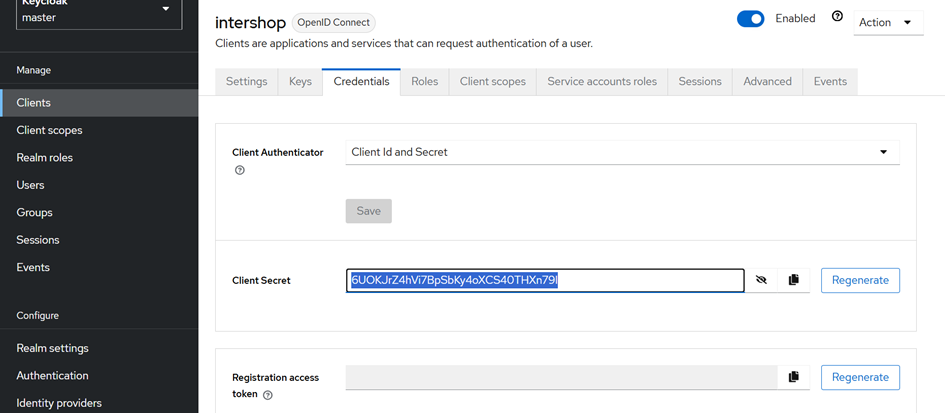 Keycloak
master
Manage
Clients
Client scopes
Realm roles
Users
Groups
Sessions
Events
Configure
Realm settings
Authentication
Identity providers
intershop OpenID Connect
Enabled
Action
Clients are applications and services that can request authentication of a user.
Settings Keys Credentials Roles Client scopes Service accounts roles Sessions Advanced Events
Client Authenticator Client Id and Secret
Save
Client Secret Regenerate
Registration access
token
Regenerate